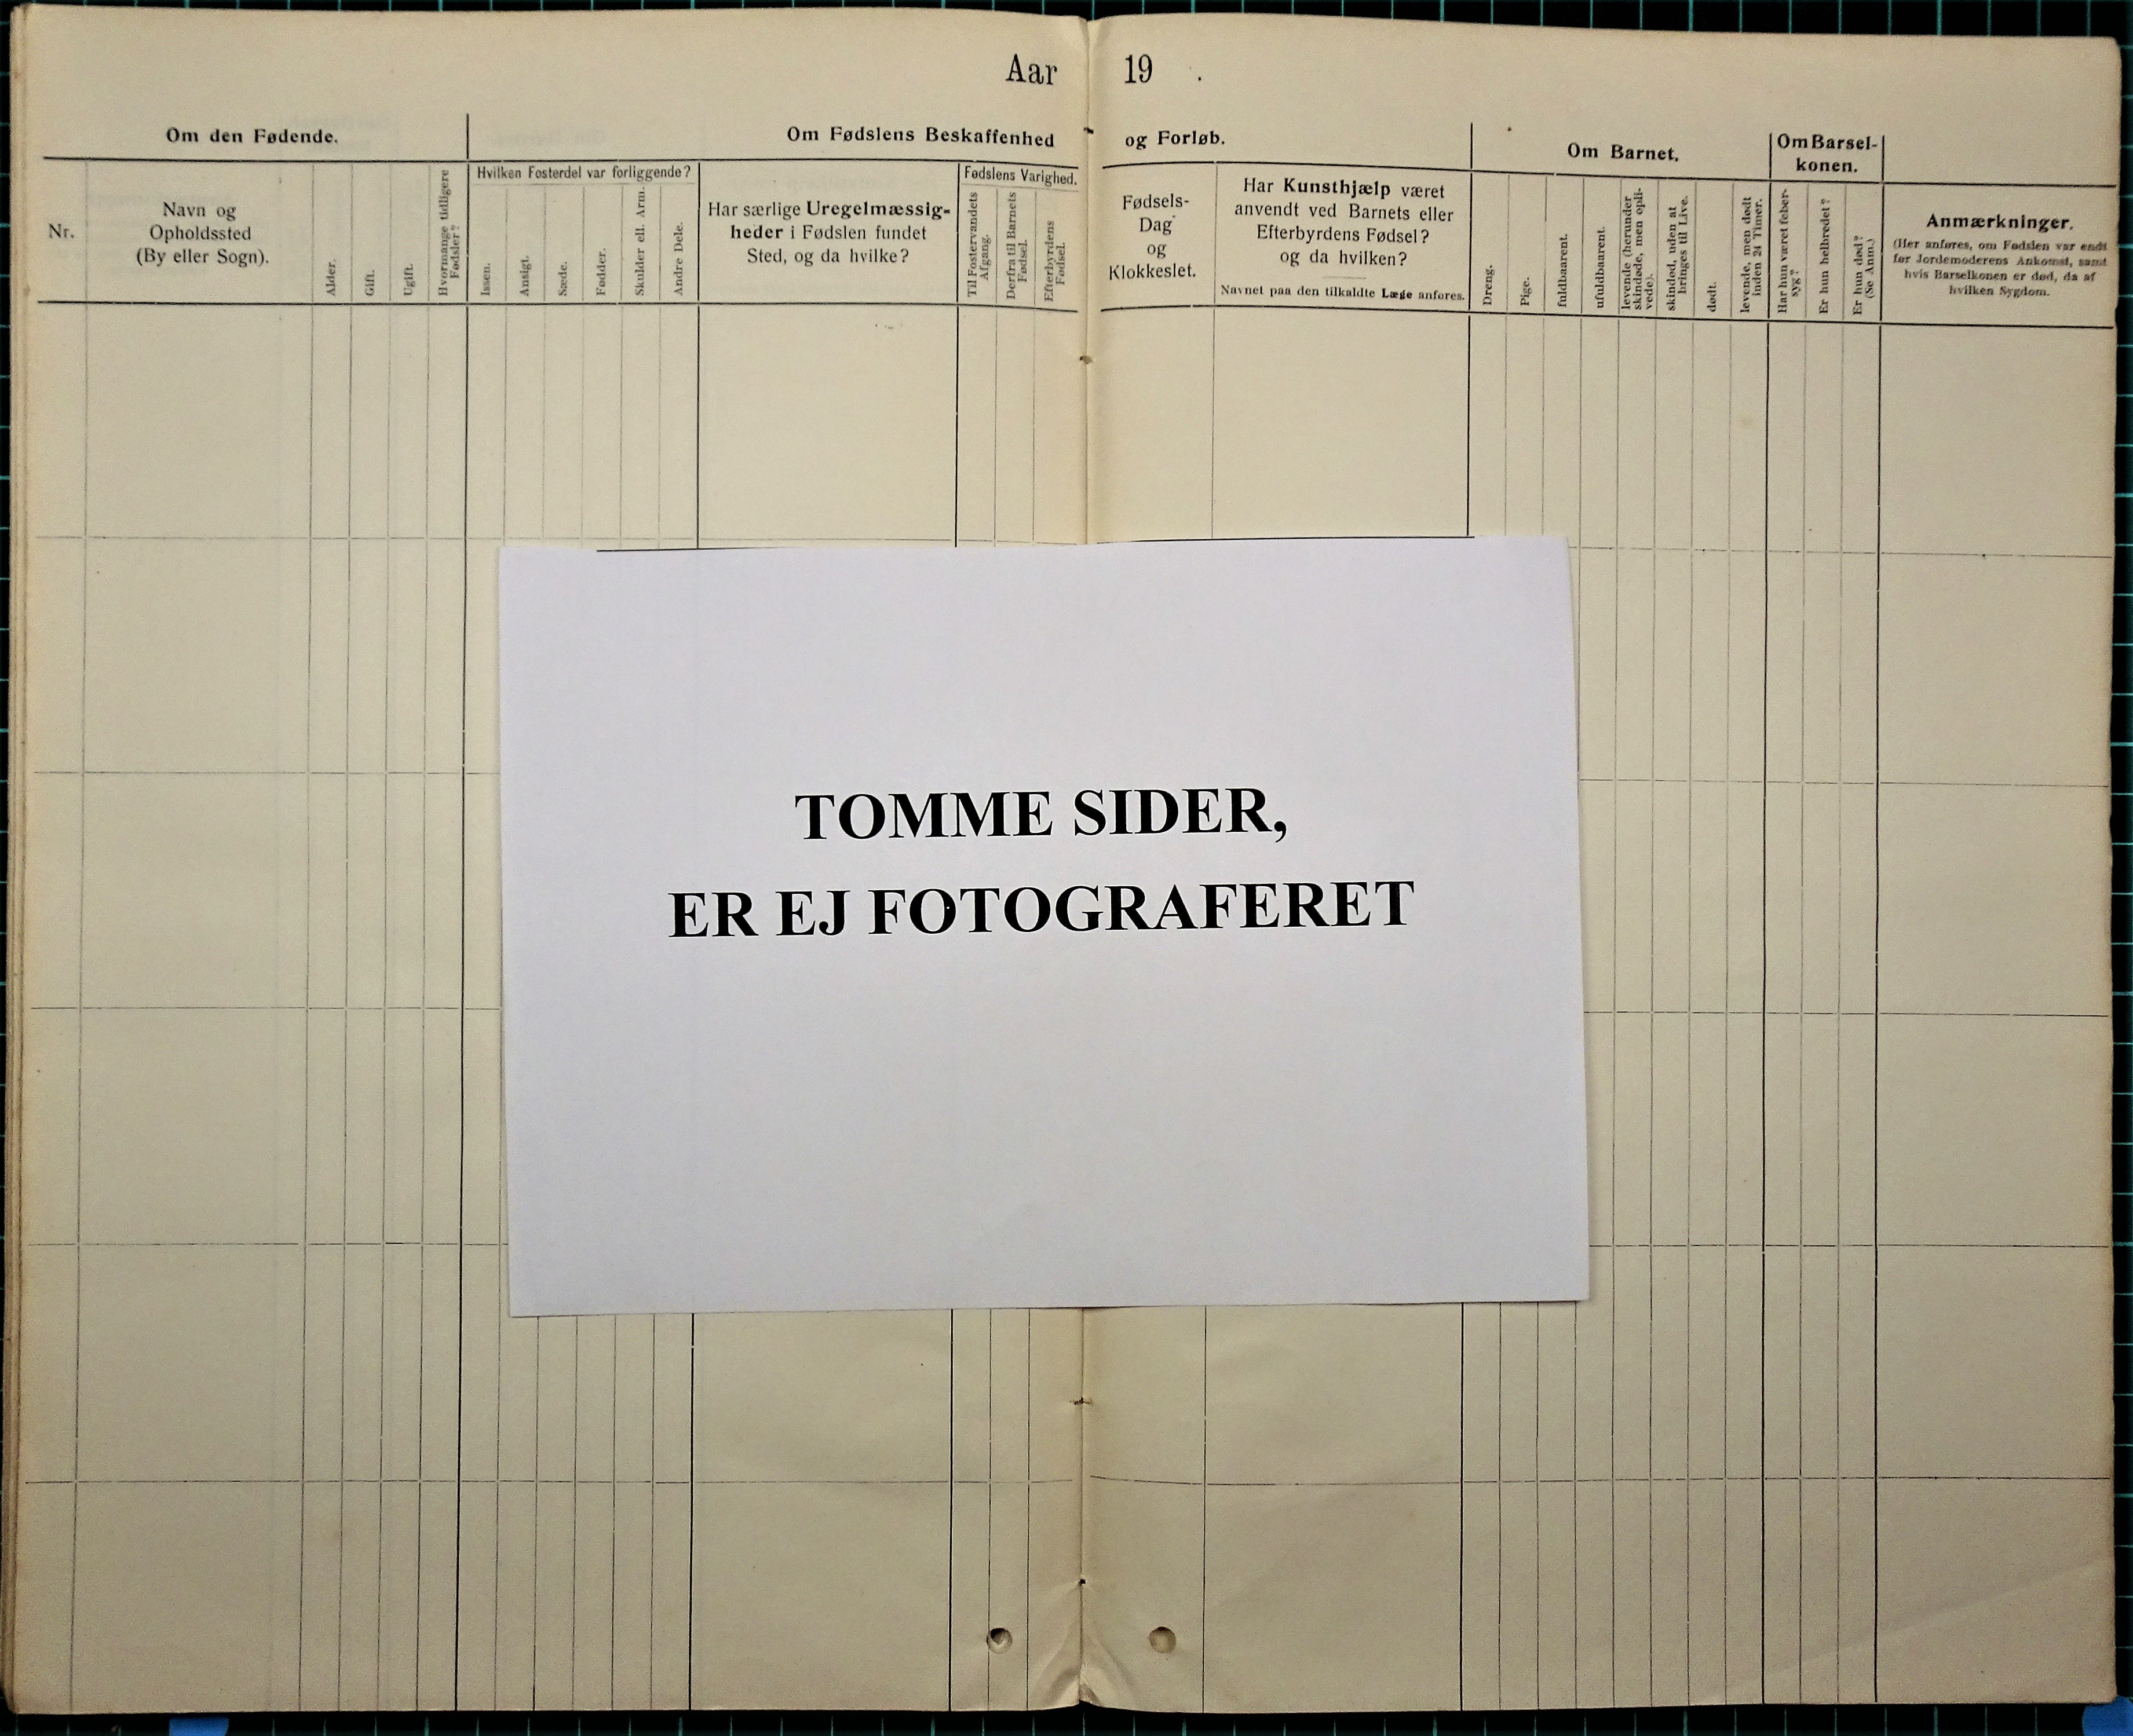 Aar 19 .
Om den Fødende.
Om Fødslens Beskaffenhed og Forløb.
Om Barnet.
Om Barsel-
konen.
Nr.
Navn og
Opholdssted
(By eller Sogn).
Alder.
Gift.
Ugift.
Hvormange tidligere
Fødsler?
Hvilken Fosterdel var forliggende?
Issen.
Ansigt.
Sæde.
Fødder.
Skulder ell. Arm.
Andre Dele.
Har særlige Uregelmæssig-
heder i Fødslen fundet
Sted, og da hvilke?
Fødslens Varighed.
Til Fostervandets
Afgang.
Derfra til Barnets
Fødsel.
Efterbyrdens
Fødsel.
Fødsels-
Dag
og
Klokkeslet.
Har Kunsthjælp været
anvendt ved Barnets eller
Efterbyrdens Fødsel?
og da hvilken?
Navnet paa den tilkaldte Læge anføres.
Dreng.
Pige.
fuldbaarent.
ufuldbaarent.
levende (herunder
skindøde, men opli-
vede).
skindød, uden at
bringes til Live.
dødt.
levende, men dødt
inden 24 Timer.
Har hun været feber-
syg?
Er hun helbredet?
Er hun død?
(Se Anm.)
Anmærkninger.
(Her anføres, om Fødslen var endt
før Jordemoderens Ankomst, samt
hvis Barselkonen er død, da af
hvilken Sygdom.
TOMME SIDER,
ER EJ FOTOGRAFERET